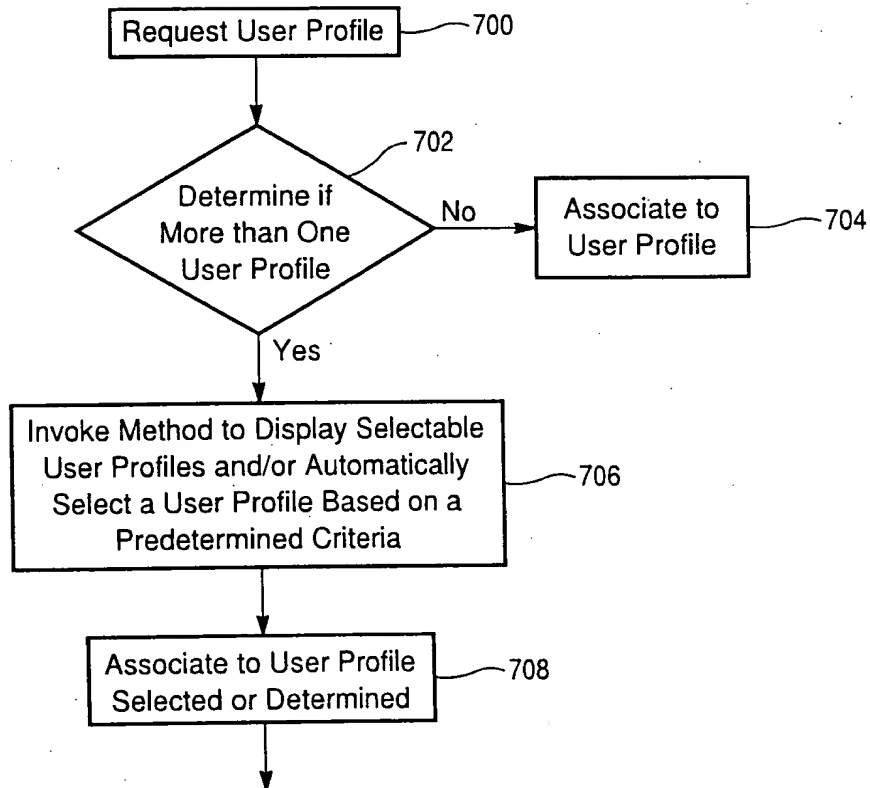 Request User Profile
700
702
Determine if
More than One
User Profile
No
Associate to
User Profile
704
Yes
Invoke Method to Display Selectable
User Profiles and/or Automatically
Select a User Profile Based on a
Predetermined Criteria
706
Associate to User Profile
Selected or Determined
708